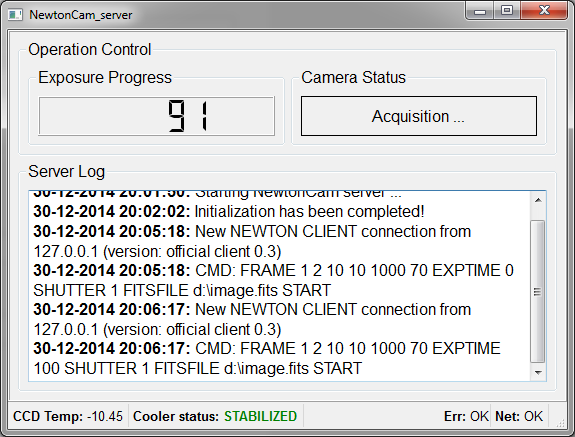 NewtonCam_server
Operation Control
Exposure Progress
Camera Status
91
Acquisition ...
Server Log
30-12-2014 20:01:50: Starting NewtonCam server ...
30-12-2014 20:02:02: Initialization has been completed!
30-12-2014 20:05:18: New NEWTON CLIENT connection from
127.0.0.1 (version: official client 0.3)
30-12-2014 20:05:18: CMD: FRAME 1 2 10 10 1000 70 EXPTIME 0
SHUTTER 1 FITSFILE d:\image.fits START
30-12-2014 20:06:17: New NEWTON CLIENT connection from
127.0.0.1 (version: official client 0.3)
30-12-2014 20:06:17: CMD: FRAME 1 2 10 10 1000 70 EXPTIME
100 SHUTTER 1 FITSFILE d:\image.fits START
CCD Temp: -10.45 Cooler status: STABILIZED Err: OK Net: OK